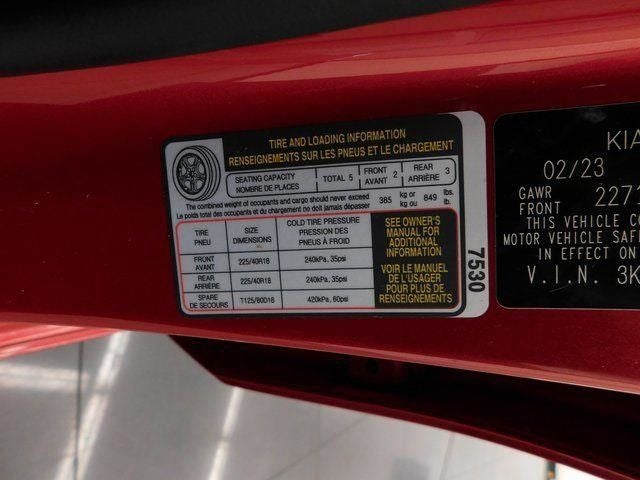 TIRE AND LOADING INFORMATION
RENSEIGNEMENTS SUR LES PNEUS ET LE CHARGEMENT
SEATING CAPACITY
NOMBRE DE PLACES
TOTAL 5
FRONT
AVANT 2
REAR
ARRIÈRE 3
The combined weight of occupants and cargo should never exceed
Le poids total des occupants et du chargement ne doit jamais dépasser
385 kg or
kg ou 849 lbs.
lb.
TIRE
PNEU
SIZE
DIMENSIONS
COLD TIRE PRESSURE
PRESSION DES
PNEUS À FROID
FRONT
AVANT
225/40R18
240kPa, 35psi
REAR
ARRIÈRE
225/40R18
240kPa, 35psi
SPARE
DE SECOURS
T125/80D16
420kPa, 60psi
SEE OWNER'S
MANUAL FOR
ADDITIONAL
INFORMATION
VOIR LE MANUEL
DE L'USAGER
POUR PLUS DE
RENSEIGNEMENTS
7530
KIA
02/23
GAWR
FRONT 227
THIS VEHICLE
MOTOR VEHICLE
IN EFFECT ON
V.I.N. 3K